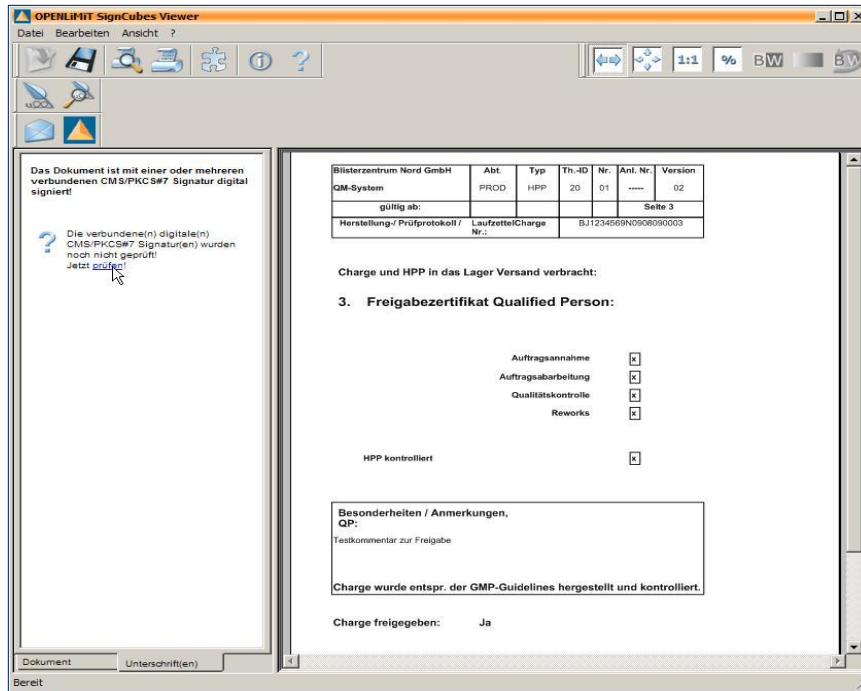 OPENLiMiT SignCubes Viewer
Datei Bearbeiten Ansicht ?
1:1 % BW BW
Das Dokument ist mit einer oder mehreren
verbundenen CMS/PKCS#7 Signatur digital
signiert!
Die verbundene(n) digitale(n)
CMS/PKCS#7 Signatur(en) wurden
noch nicht geprüft!
Jetzt prüfen!
Dokument Unterschrift(en)
Bereit
Blisterzentrum Nord GmbH Abt. Typ Th.-ID Nr. Anl. Nr. Version
QM-System PROD HPP 20 01 ----- 02
gültig ab: Seite 3
Herstellung-/ Prüfprotokoll / LaufzettelCharge BJ1234569N0908090003
Nr.:
Charge und HPP in das Lager Versand verbracht:
3. Freigabezertifikat Qualified Person:
Auftragsannahme x
Auftragsabarbeitung x
Qualitätskontrolle x
Reworks x
HPP kontrolliert x
Besonderheiten / Anmerkungen,
QP:
Testkommentar zur Freigabe
Charge wurde entspr. der GMP-Guidelines hergestellt und kontrolliert.
Charge freigegeben: Ja